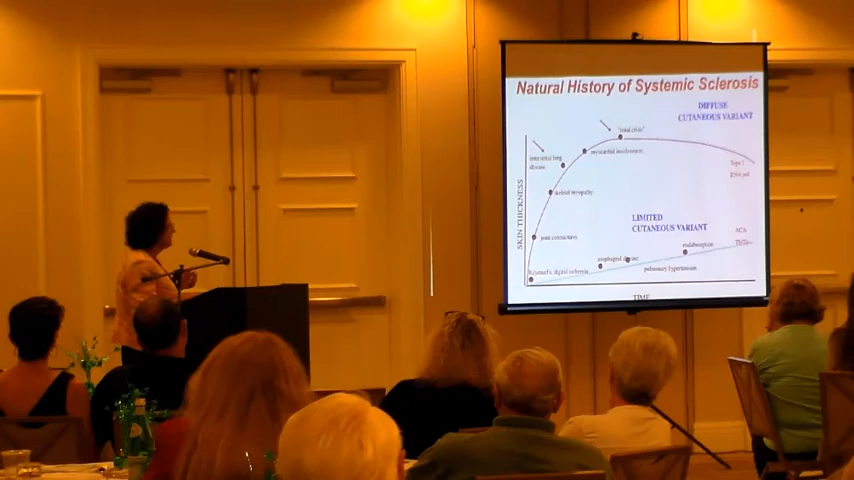 Natural History of Systemic Sclerosis
DIFFUSE
CUTANEOUS VARIANT
"renal crisis"
myocardial involvement
interstitial lung
disease
skeletal myopathy
SKIN THICKNESS
LIMITED
CUTANEOUS VARIANT
joint contractures
ACA
malabsorption
esophageal disease
Raynaud's, digital ischemia
pulmonary hypertension
TIME